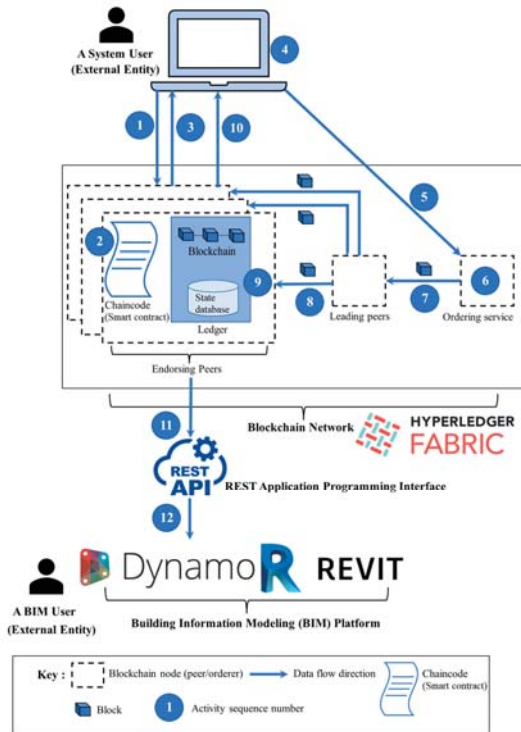 A System User
(External Entity)
4
1
3
10
5
2
Blockchain
9
State
database
Chaincode
(Smart contract)
Ledger
8
Leading peers
7
6
Ordering service
Endorsing Peers
11
Blockchain Network
HYPERLEDGER
FABRIC
REST
API
REST Application Programming Interface
12
Dynamo R REVIT
A BIM User
(External Entity)
Building Information Modeling (BIM) Platform
Key :
Blockchain node (peer/orderer)
Data flow direction
Chaincode
(Smart contract)
Block
1
Activity sequence number